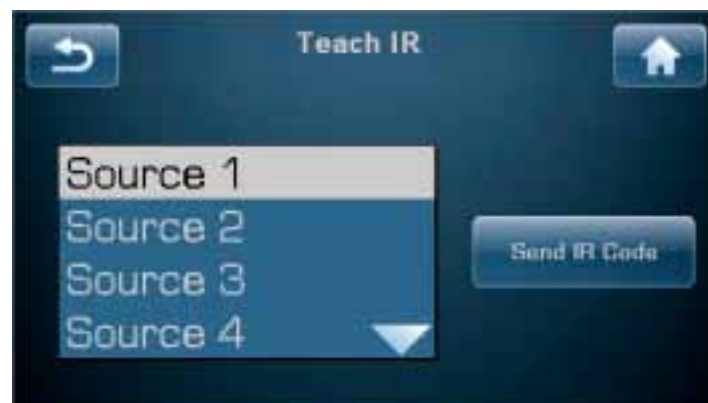 Teach IR
Source 1
Source 2
Source 3
Source 4
Send IR Code